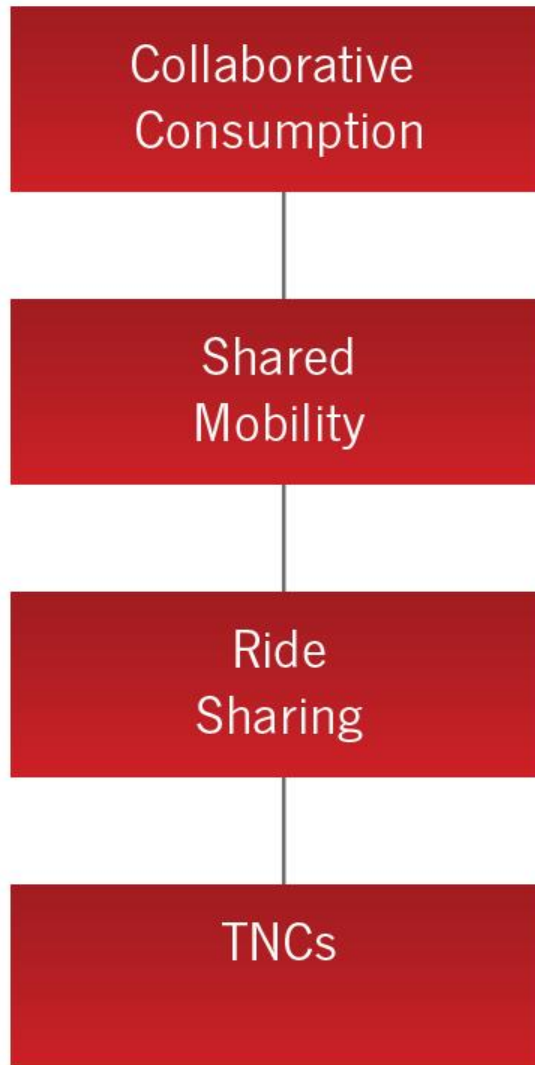 Collaborative
Consumption
Shared
Mobility
Ride
Sharing
TNCs